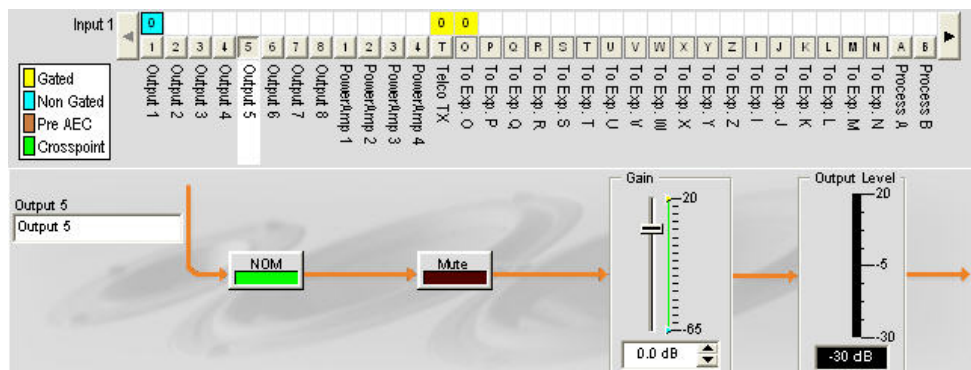 Input 1
0
0 0
1 2 3 4 5 6 7 8 1 2 3 4 T O P Q R S T U V W X Y Z I J K L M N A B
Output 1
Output 2
Output 3
Output 4
Output 5
Output 6
Output 7
Output 8
PowerAmp 1
PowerAmp 2
PowerAmp 3
PowerAmp 4
Telco TX
To Exp. O
To Exp. P
To Exp. Q
To Exp. R
To Exp. S
To Exp. T
To Exp. U
To Exp. V
To Exp. W
To Exp. X
To Exp. Y
To Exp. Z
To Exp. I
To Exp. J
To Exp. K
To Exp. L
To Exp. M
To Exp. N
Process A
Process B
Gated
Non Gated
Pre AEC
Crosspoint
Output 5
Output 5
NOM
Mute
Gain
20
-65
0.0 dB
Output Level
20
-5
-30
-30 dB